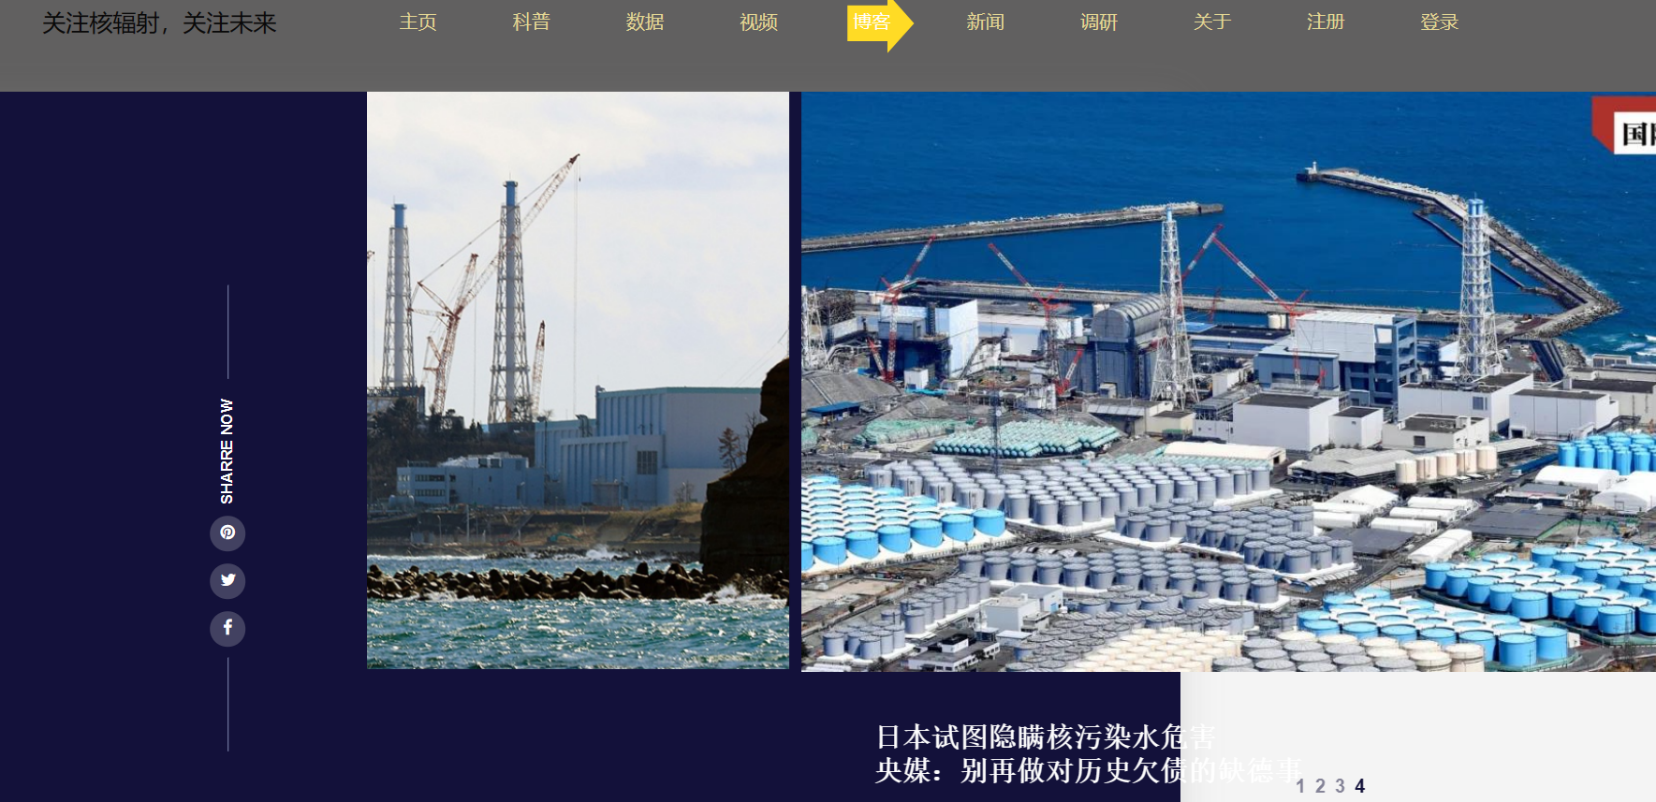 关注核辐射，关注未来
主页 科普 数据 视频 博客 新闻 调研 关于 注册 登录
国
SHARRE NOW
日本试图隐瞒核污染水危害
央媒：别再做对历史欠债的缺德事
1 2 3 4